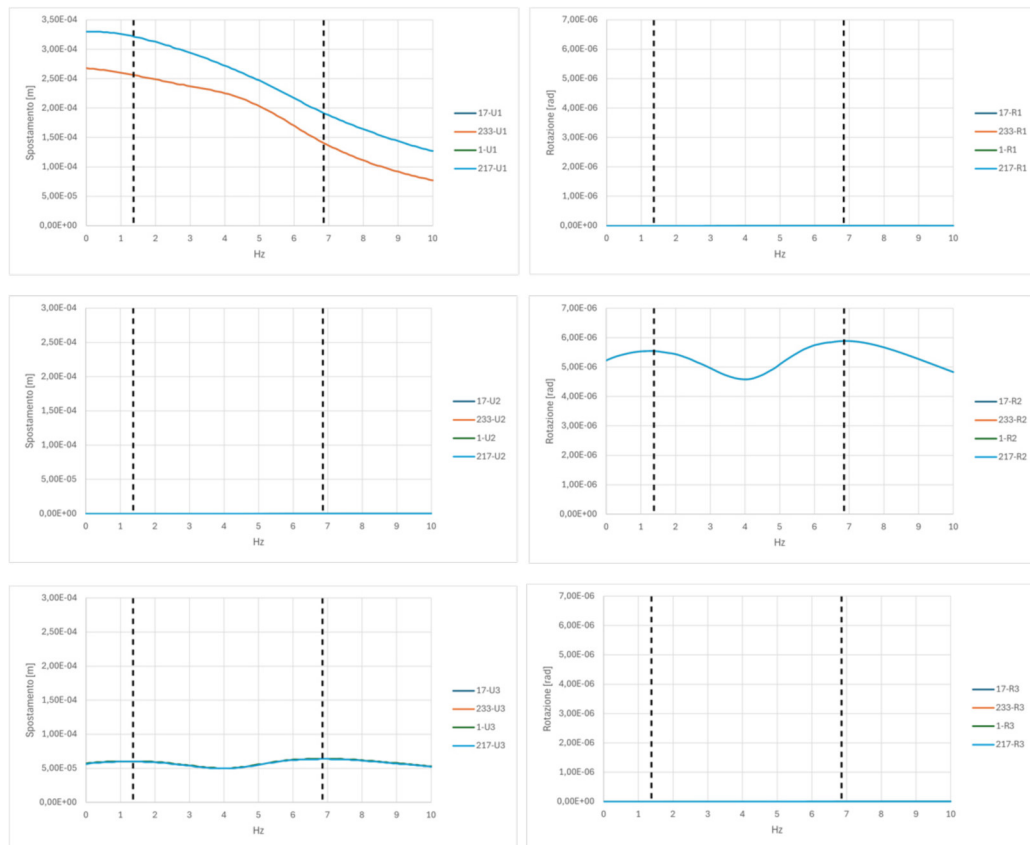 3,50E-04
3,00E-04
2,50E-04
2,00E-04
1,50E-04
1,00E-04
5,00E-05
0,00E+00
Spostamento [m]
0 1 2 3 4 5 6 7 8 9 10
Hz
17-U1
233-U1
1-U1
217-U1
7,00E-06
6,00E-06
5,00E-06
4,00E-06
3,00E-06
2,00E-06
1,00E-06
0,00E+00
Rotazione [rad]
0 1 2 3 4 5 6 7 8 9 10
Hz
17-R1
233-R1
1-R1
217-R1
3,00E-04
2,50E-04
2,00E-04
1,50E-04
1,00E-04
5,00E-05
0,00E+00
Spostamento [m]
0 1 2 3 4 5 6 7 8 9 10
Hz
17-U2
233-U2
1-U2
217-U2
7,00E-06
6,00E-06
5,00E-06
4,00E-06
3,00E-06
2,00E-06
1,00E-06
0,00E+00
Rotazione [rad]
0 1 2 3 4 5 6 7 8 9 10
Hz
17-R2
233-R2
1-R2
217-R2
3,00E-04
2,50E-04
2,00E-04
1,50E-04
1,00E-04
5,00E-05
0,00E+00
Spostamento [m]
0 1 2 3 4 5 6 7 8 9 10
Hz
17-U3
233-U3
1-U3
217-U3
7,00E-06
6,00E-06
5,00E-06
4,00E-06
3,00E-06
2,00E-06
1,00E-06
0,00E+00
Rotazione [rad]
0 1 2 3 4 5 6 7 8 9 10
Hz
17-R3
233-R3
1-R3
217-R3